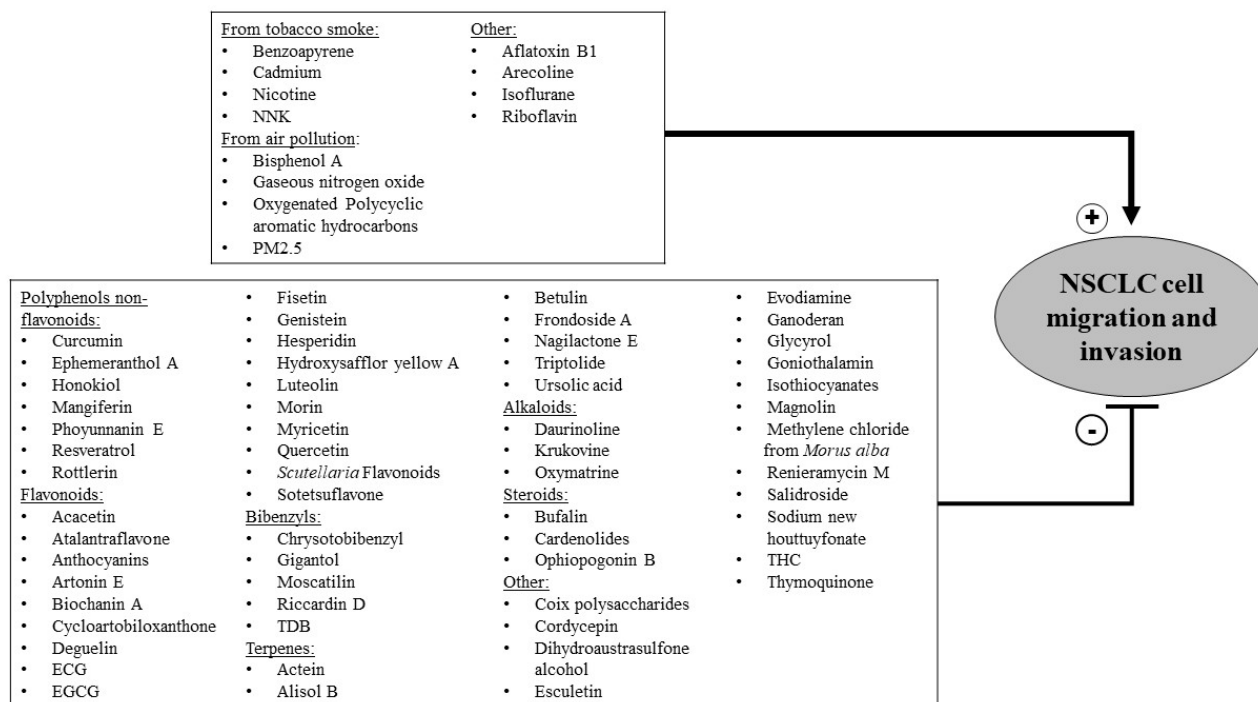 From tobacco smoke:
• Benzoapyrene
• Cadmium
• Nicotine
• NNK
From air pollution:
• Bisphenol A
• Gaseous nitrogen oxide
• Oxygenated Polycyclic
aromatic hydrocarbons
• PM2.5
Other:
• Aflatoxin B1
• Arecoline
• Isoflurane
• Riboflavin
+
NSCLC cell
migration and
invasion
-
Polyphenols non-
flavonoids:
• Curcumin
• Ephemeranthol A
• Honokiol
• Mangiferin
• Phoyunnanin E
• Resveratrol
• Rottlerin
Flavonoids:
• Acacetin
• Atalantraflavone
• Anthocyanins
• Artonin E
• Biochanin A
• Cycloartobiloxanthone
• Deguelin
• ECG
• EGCG
• Fisetin
• Genistein
• Hesperidin
• Hydroxysafflor yellow A
• Luteolin
• Morin
• Myricetin
• Quercetin
• Scutellaria Flavonoids
• Sotetsuflavone
Bibenzyls:
• Chrysotobibenzyl
• Gigantol
• Moscatilin
• Riccardin D
• TDB
Terpenes:
• Actein
• Alisol B
• Betulin
• Frondoside A
• Nagilactone E
• Triptolide
• Ursolic acid
Alkaloids:
• Daurinoline
• Krukovine
• Oxymatrine
Steroids:
• Bufalin
• Cardenolides
• Ophiopogonin B
Other:
• Coix polysaccharides
• Cordycepin
• Dihydroaustrasulfone
alcohol
• Esculetin
• Evodiamine
• Ganoderan
• Glycyrol
• Goniothalamin
• Isothiocyanates
• Magnolin
• Methylene chloride
from Morus alba
• Renieramycin M
• Salidroside
• Sodium new
houttuyfonate
• THC
• Thymoquinone